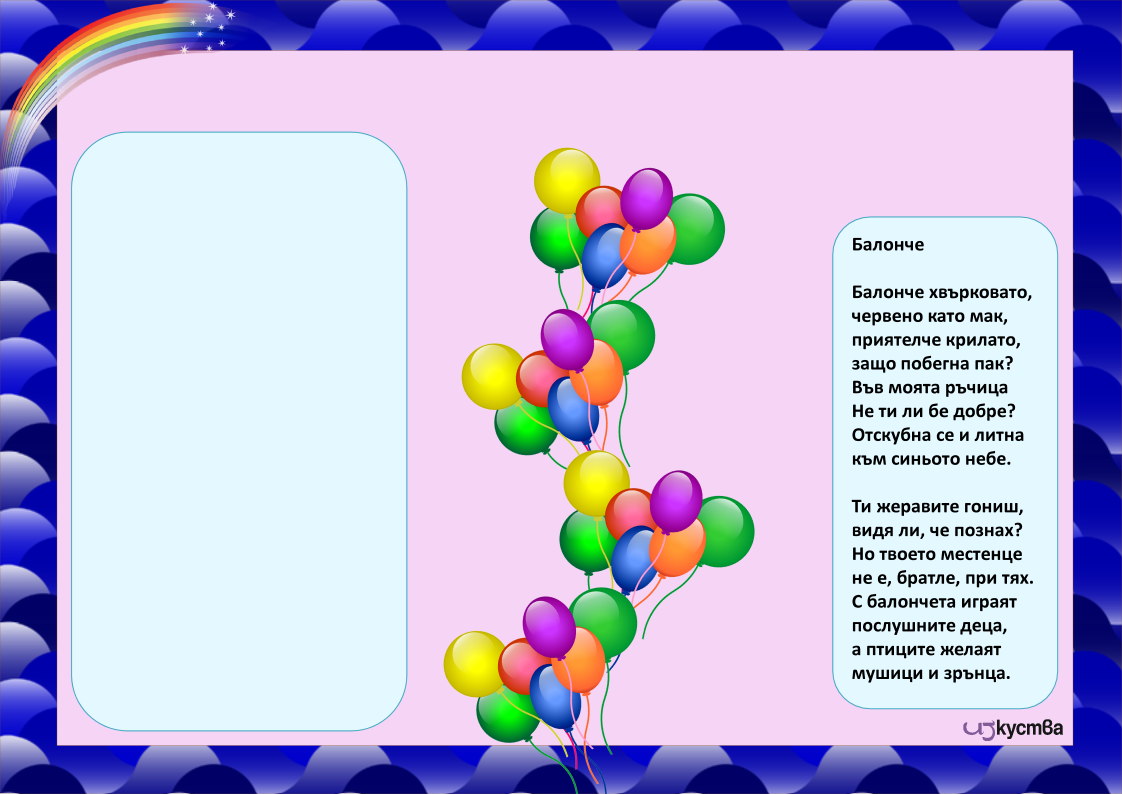 Балонче
Балонче хвърковато,
червено като мак,
приятелче крилато,
защо побегна пак?
Във моята ръчица
Не ти ли бе добре?
Отскубна се и литна
към синьото небе.
Ти жеравите гониш,
видя ли, че познах?
Но твоето местенце
не е, братле, при тях.
С балончета играят
послушните деца,
а птиците желаят
мушици и зрънца.
изкуства